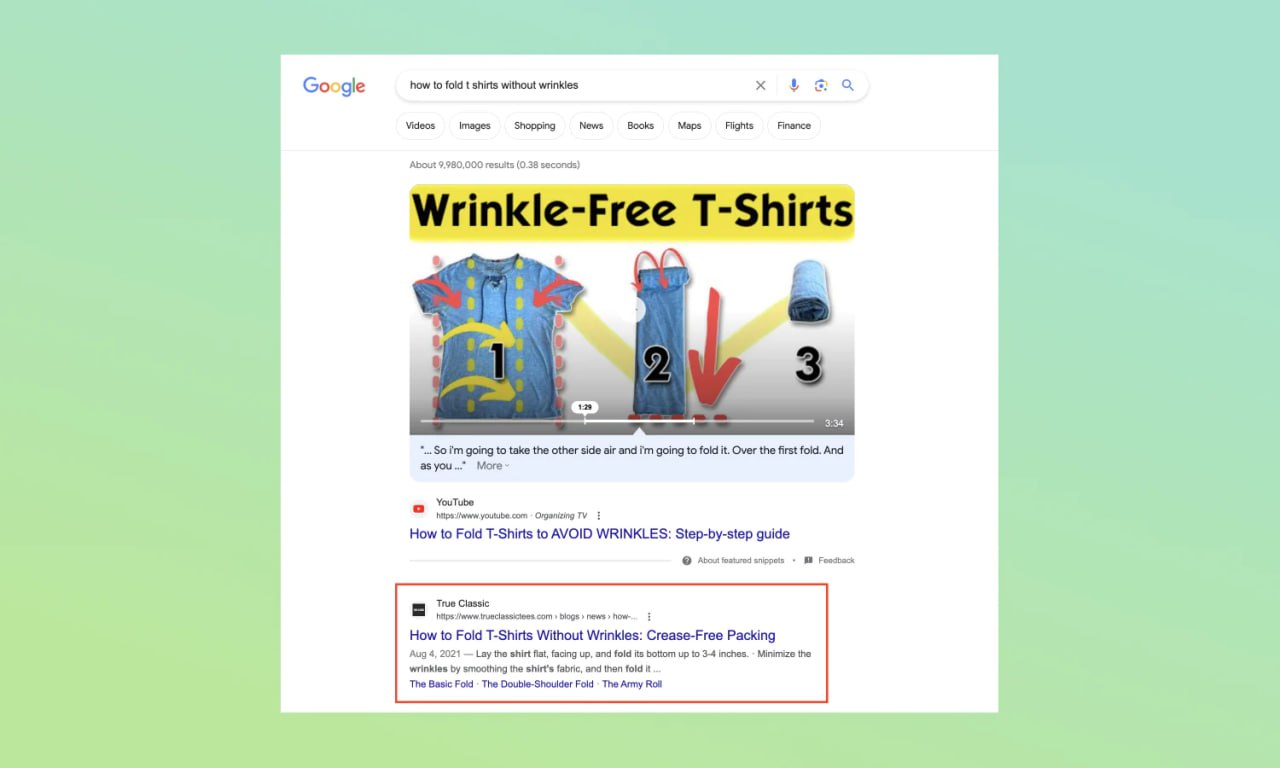 Google
how to fold t shirts without wrinkles
Videos Images Shopping News Books Maps Flights Finance
About 9,980,000 results (0.38 seconds)
Wrinkle-Free T-Shirts
1 2 3
1:29
3:34
"... So i'm going to take the other side air and i'm going to fold it. Over the first fold. And
as you ..." More
YouTube
https://www.youtube.com · Organizing TV
How to Fold T-Shirts to AVOID WRINKLES: Step-by-step guide
About featured snippets • Feedback
True Classic
https://www.trueclassictees.com › blogs › news › how-...
How to Fold T-Shirts Without Wrinkles: Crease-Free Packing
Aug 4, 2021 — Lay the shirt flat, facing up, and fold its bottom up to 3-4 inches. · Minimize the
wrinkles by smoothing the shirt's fabric, and then fold it ...
The Basic Fold · The Double-Shoulder Fold · The Army Roll